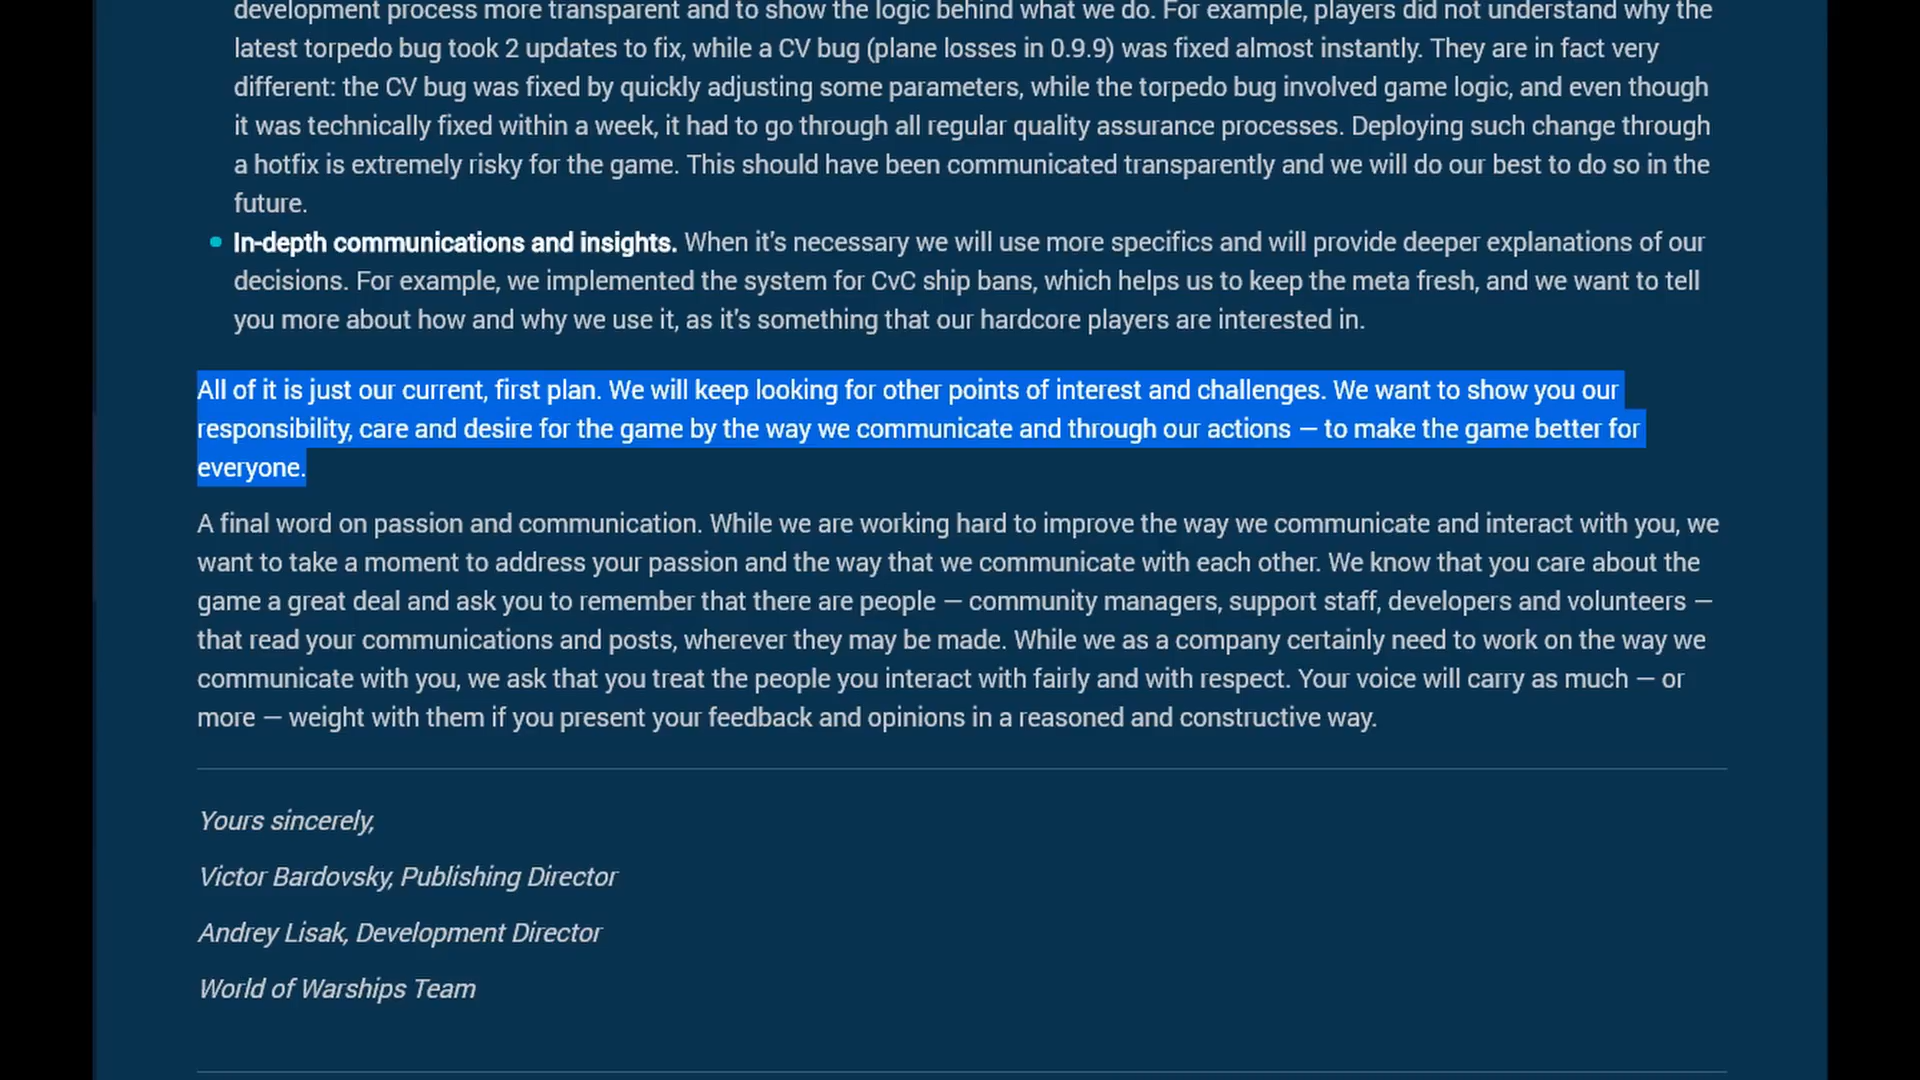 development process more transparent and to show the logic behind what we do. For example, players did not understand why the
latest torpedo bug took 2 updates to fix, while a CV bug (plane losses in 0.9.9) was fixed almost instantly. They are in fact very
different: the CV bug was fixed by quickly adjusting some parameters, while the torpedo bug involved game logic, and even though
it was technically fixed within a week, it had to go through all regular quality assurance processes. Deploying such change through
a hotfix is extremely risky for the game. This should have been communicated transparently and we will do our best to do so in the
future.
In-depth communications and insights. When it's necessary we will use more specifics and will provide deeper explanations of our
decisions. For example, we implemented the system for CvC ship bans, which helps us to keep the meta fresh, and we want to tell
you more about how and why we use it, as it's something that our hardcore players are interested in.
All of it is just our current, first plan. We will keep looking for other points of interest and challenges. We want to show you our
responsibility, care and desire for the game by the way we communicate and through our actions — to make the game better for
everyone.
A final word on passion and communication. While we are working hard to improve the way we communicate and interact with you, we
want to take a moment to address your passion and the way that we communicate with each other. We know that you care about the
game a great deal and ask you to remember that there are people — community managers, support staff, developers and volunteers —
that read your communications and posts, wherever they may be made. While we as a company certainly need to work on the way we
communicate with you, we ask that you treat the people you interact with fairly and with respect. Your voice will carry as much — or
more — weight with them if you present your feedback and opinions in a reasoned and constructive way.
Yours sincerely,
Victor Bardovsky, Publishing Director
Andrey Lisak, Development Director
World of Warships Team